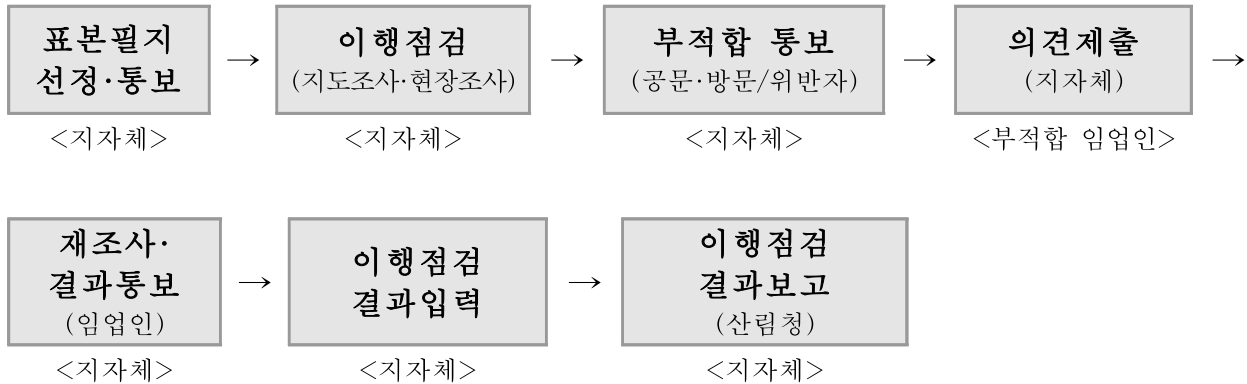 표본필지
선정·통보
<지자체>
→
이행점검
(지도조사·현장조사)
<지자체>
→
부적합 통보
(공문·방문/위반자)
<지자체>
→
의견제출
(지자체)
<부적합 임업인>
→
재조사·
결과통보
(임업인)
<지자체>
→
이행점검
결과입력
<지자체>
→
이행점검
결과보고
(산림청)
<지자체>